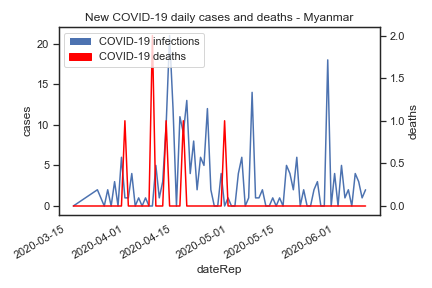 New COVID-19 daily cases and deaths - Myanmar
COVID-19 infections
COVID-19 deaths
cases
20
15
10
5
0
deaths
2.0
1.5
1.0
0.5
0.0
2020-03-15
2020-04-01
2020-04-15
2020-05-01
2020-05-15
2020-06-01
dateRep